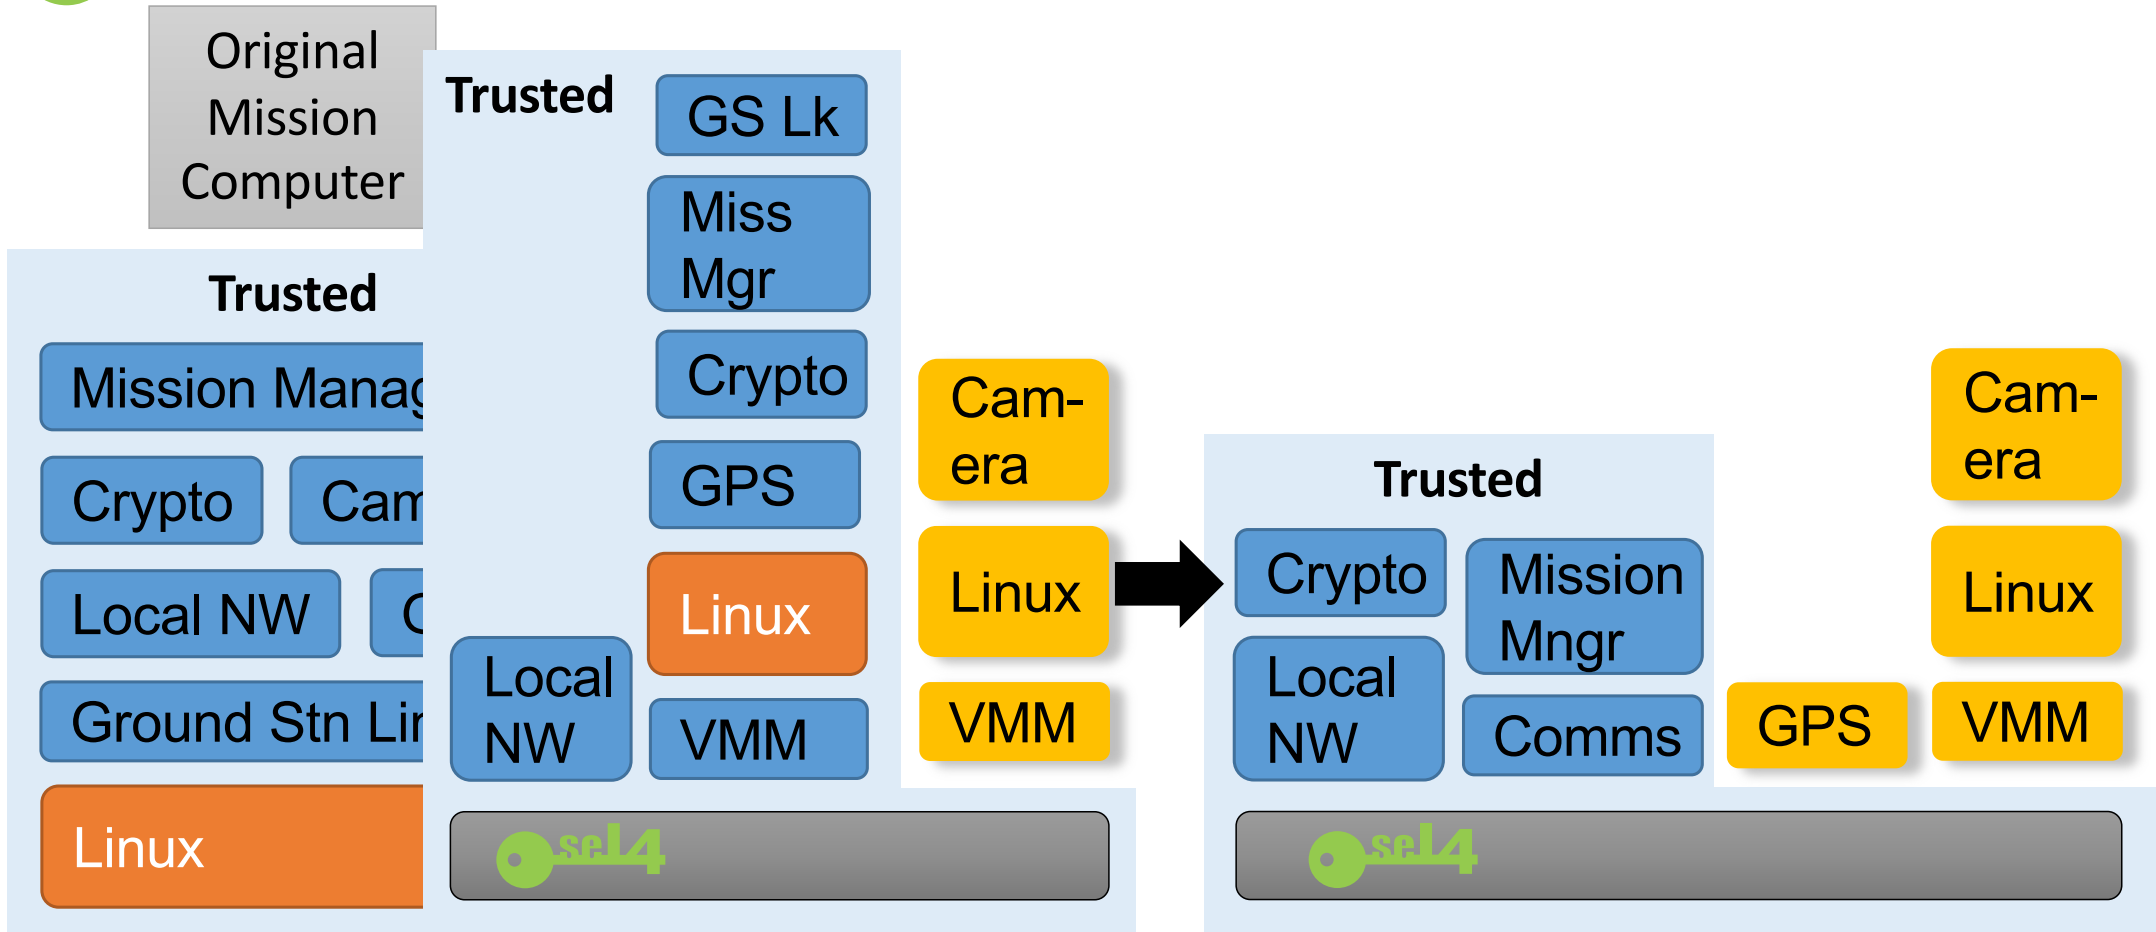 Original
Mission
Computer
Trusted
Mission Manag
Crypto
Cam
Local NW
Ground Stn Lin
Linux
Trusted
GS Lk
Miss
Mgr
Crypto
GPS
Linux
Local
NW
VMM
seL4
Cam-
era
Linux
VMM
Trusted
Crypto
Mission
Mngr
Local
NW
Comms
GPS
Cam-
era
Linux
VMM
seL4